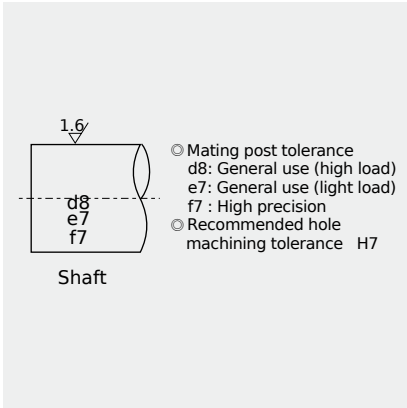 1.6
d8
e7
f7
Shaft
◎ Mating post tolerance
d8: General use (high load)
e7: General use (light load)
f7 : High precision
◎ Recommended hole
machining tolerance H7